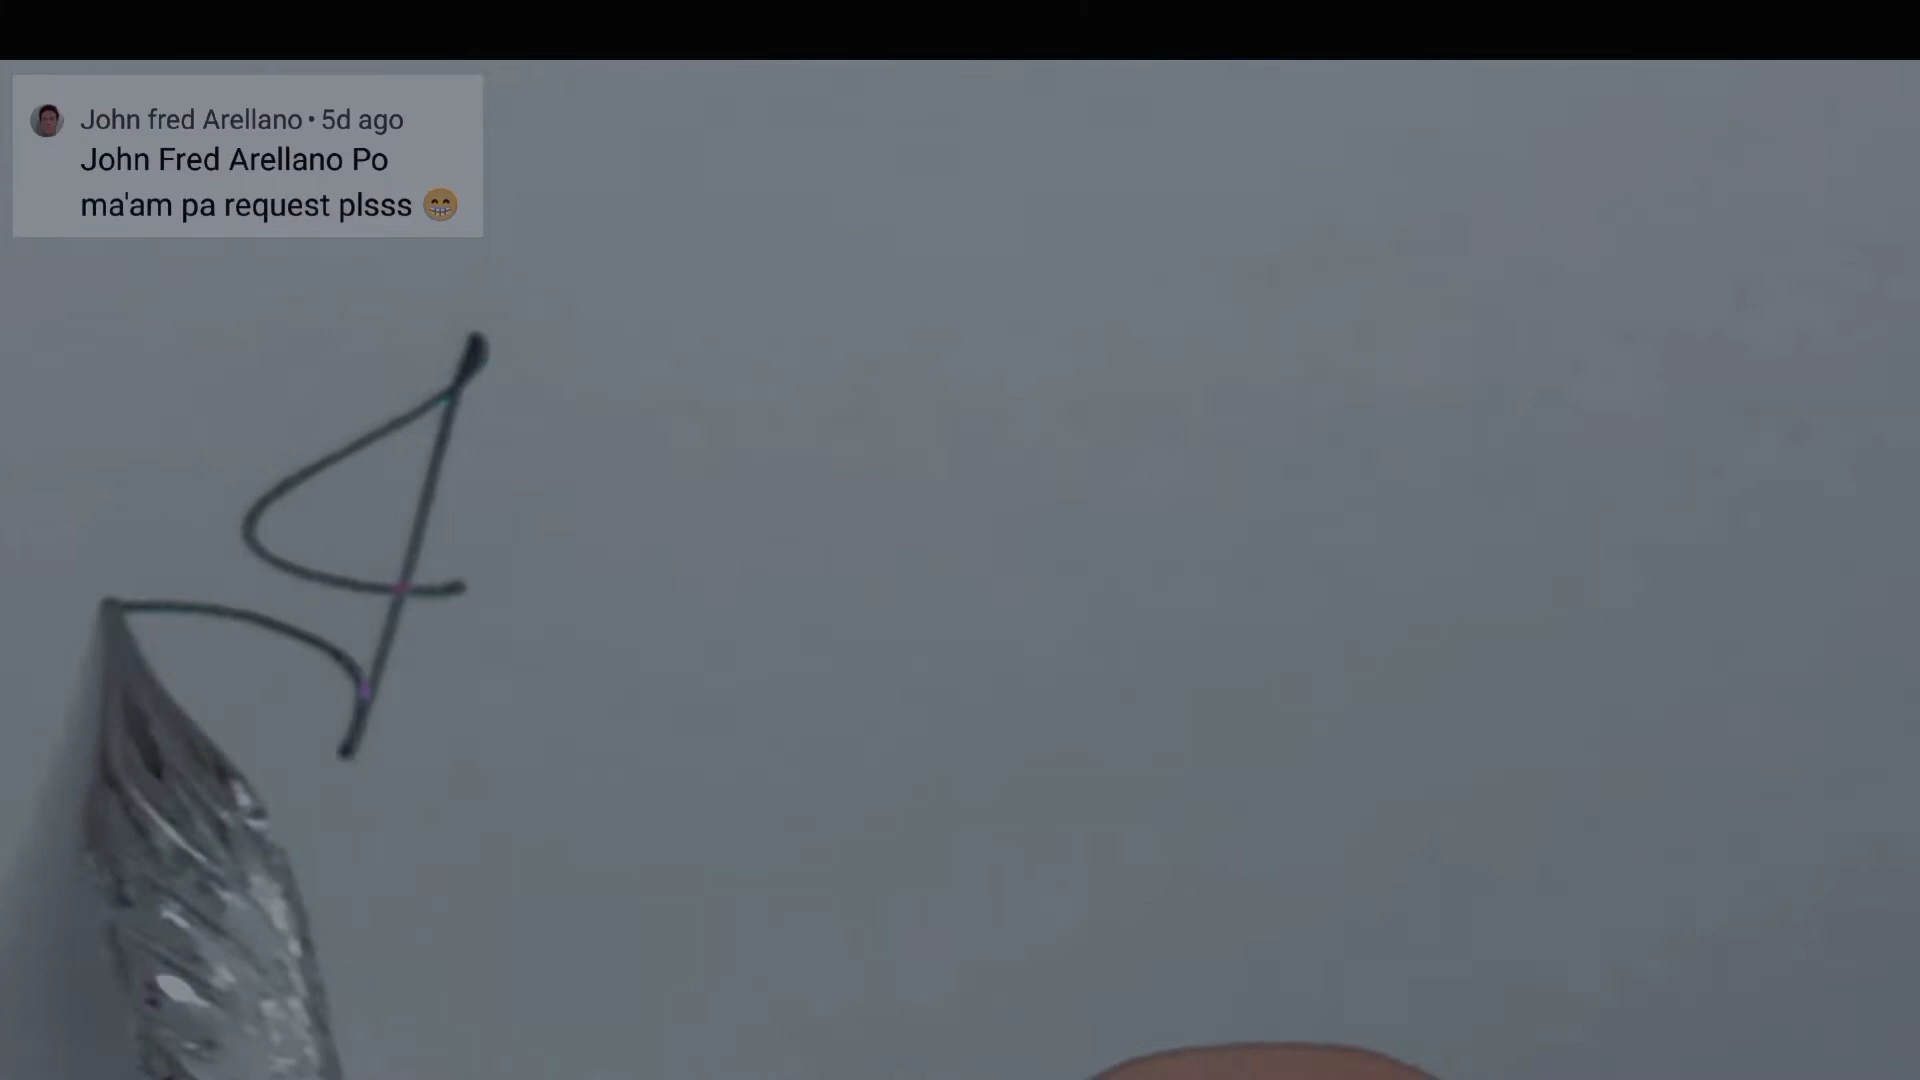 John fred Arellano • 5d ago
John Fred Arellano Po
ma'am pa request plsss 😁